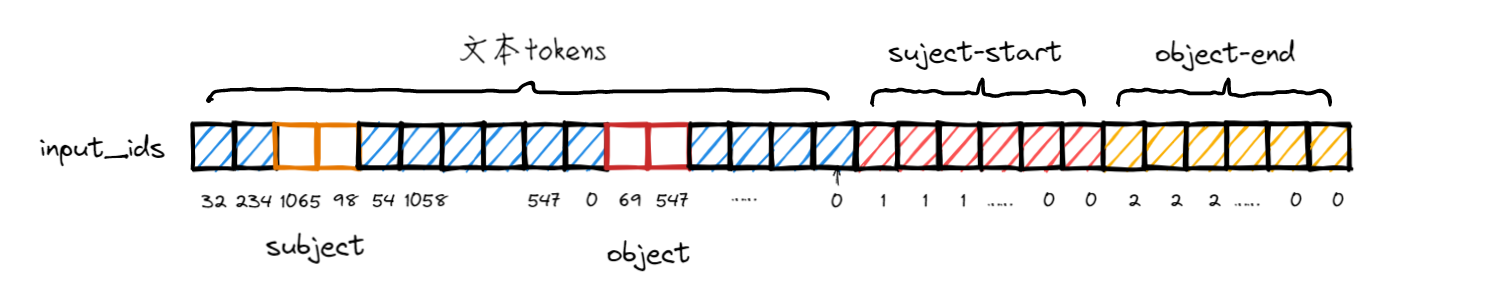 文本tokens
suject-start
object-end
input_ids
32 234 1065 98 54 1058 547 0 69 547 ...... 0 1 1 1 ...... 0 0 2 2 2 ...... 0 0
subject
object